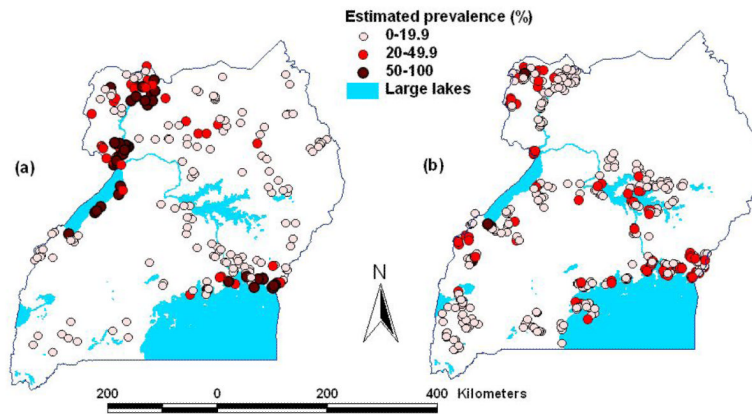 Estimated prevalence (%)
0-19.9
20-49.9
50-100
Large lakes
(a)
(b)
N
200 0 200 400 Kilometers